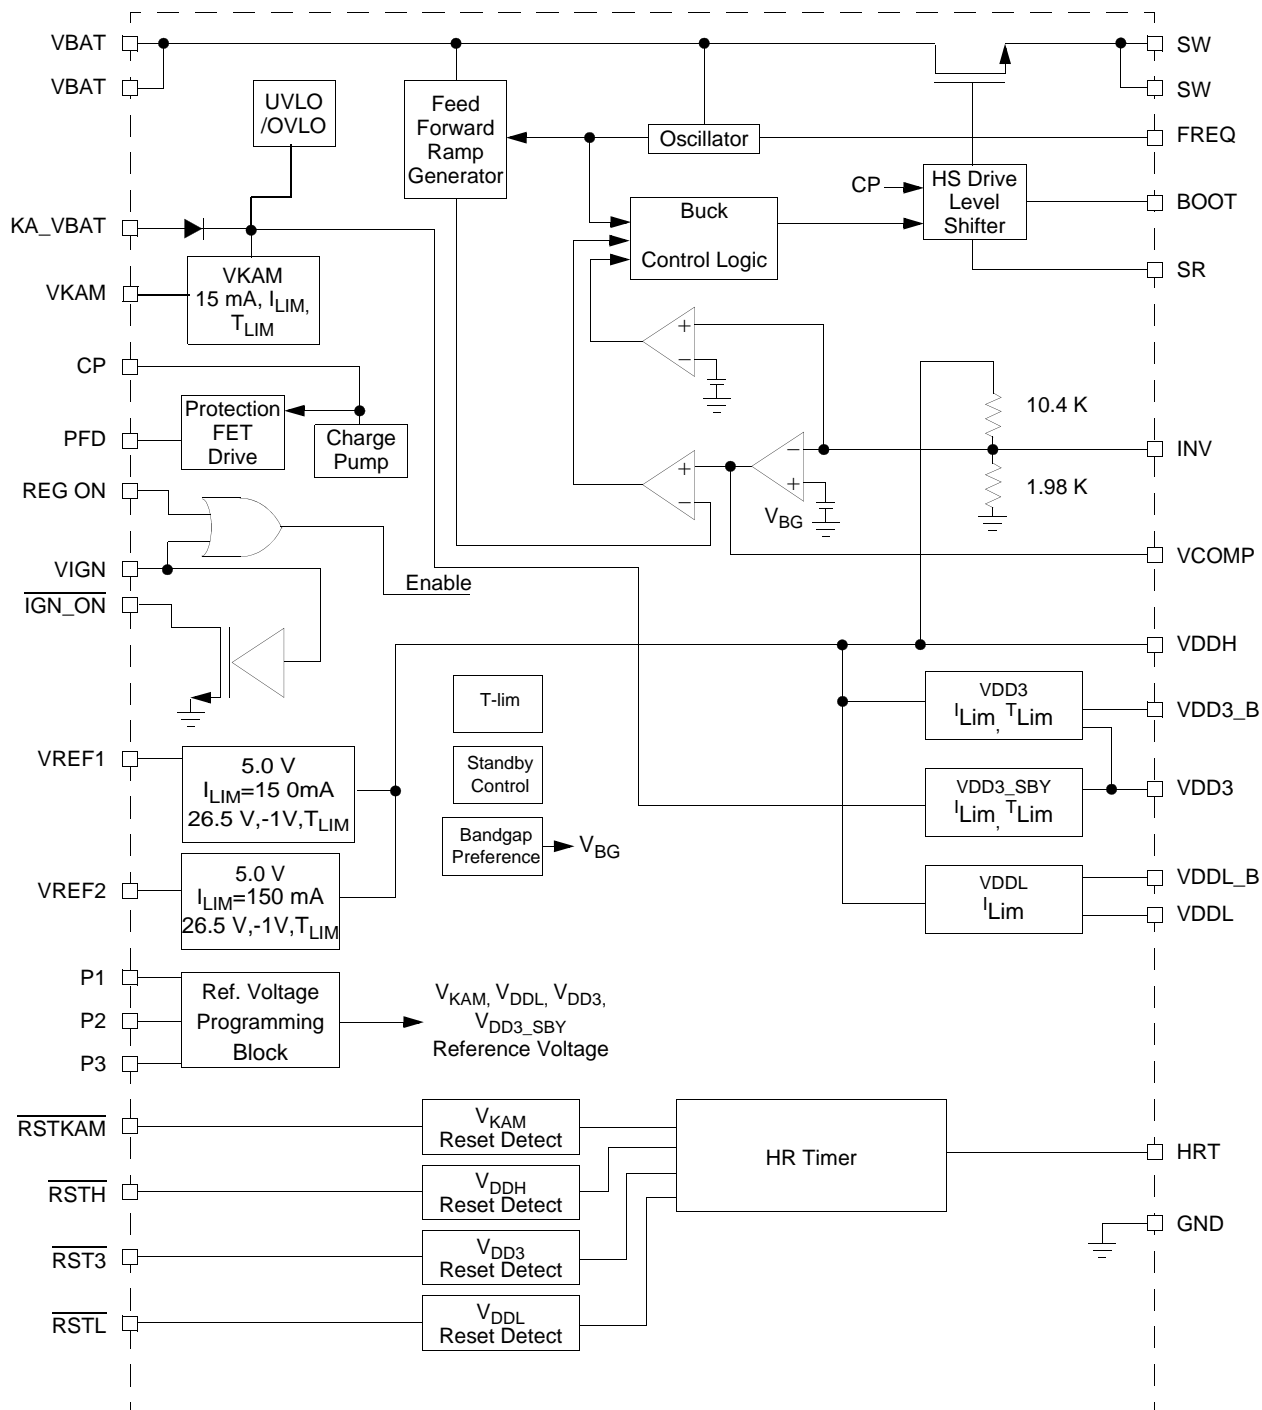 VBAT
VBAT
UVLO
/OVLO
Feed
Forward
Ramp
Generator
Oscillator
SW
SW
FREQ
KA_VBAT
Buck
Control Logic
CP
HS Drive
Level
Shifter
BOOT
SR
VKAM
VKAM
15 mA, ILIM,
TLIM
CP
PFD
Protection
FET
Drive
Charge
Pump
+
−
+
−
−
+
VBG
10.4 K
1.98 K
INV
VCOMP
REG ON
VIGN
IGN_ON
Enable
VDDH
VDD3
ILim, TLim
VDD3_B
VDD3_SBY
ILim, TLim
VDD3
VDDL
ILim
VDDL_B
VDDL
T-lim
Standby
Control
Bandgap
Preference
VBG
VREF1
5.0 V
ILIM=15 0mA
26.5 V,-1V,TLIM
VREF2
5.0 V
ILIM=150 mA
26.5 V,-1V,TLIM
P1
P2
P3
Ref. Voltage
Programming
Block
VKAM, VDDL, VDD3,
VDD3_SBY
Reference Voltage
RSTKAM
VKAM
Reset Detect
RSTH
VDDH
Reset Detect
RST3
VDD3
Reset Detect
RSTL
VDDL
Reset Detect
HR Timer
HRT
GND